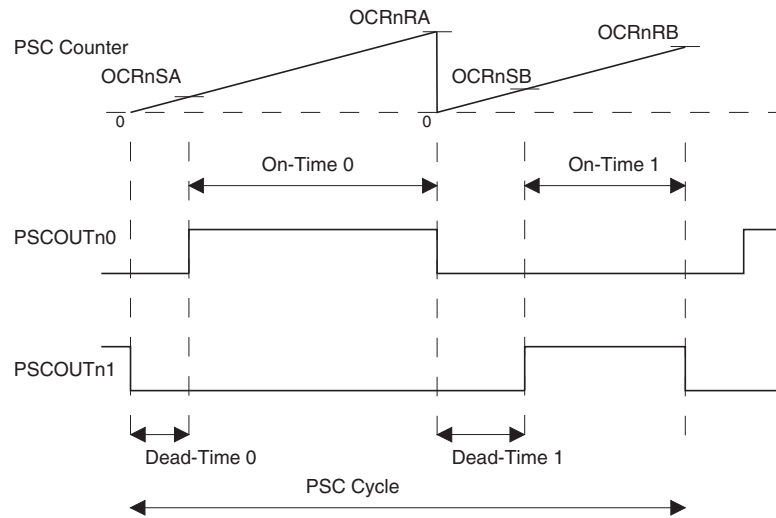 OCRnRA
PSC Counter
OCRnRB
OCRnSA
OCRnSB
0
0
On-Time 0
On-Time 1
PSCOUTn0
PSCOUTn1
Dead-Time 0
Dead-Time 1
PSC Cycle